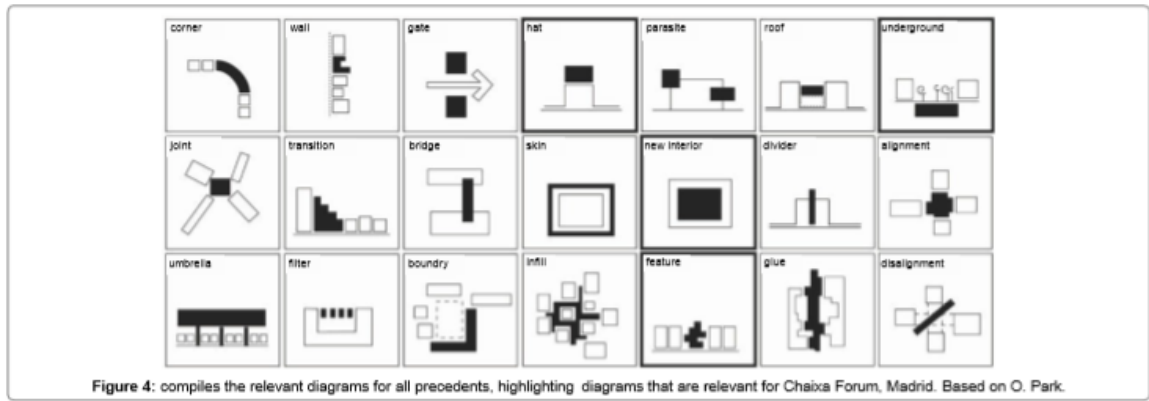 corner
wall
gate
hat
parasite
roof
underground
joint
transition
bridge
skin
new interior
divider
alignment
umbrella
filter
boundry
infill
feature
glue
disalignment
Figure 4: compiles the relevant diagrams for all precedents, highlighting diagrams that are relevant for Chaixa Forum, Madrid. Based on O. Park.